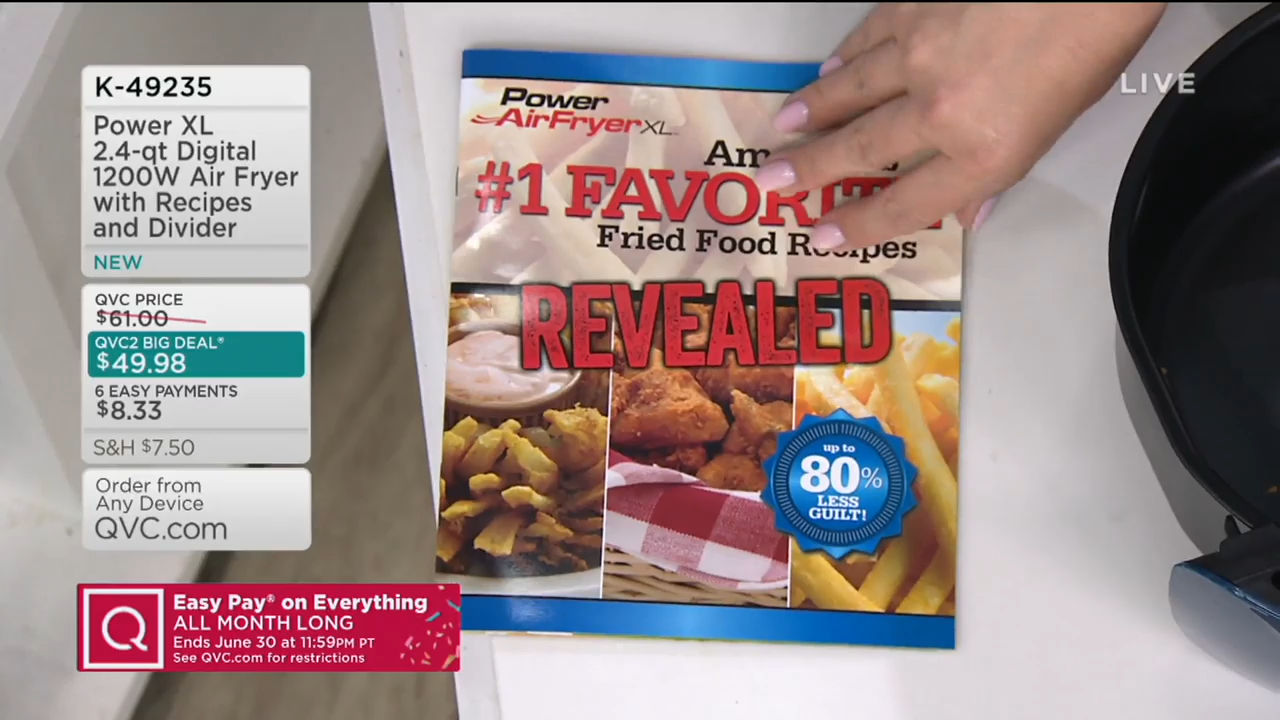 K-49235
Power XL
2.4-qt Digital
1200W Air Fryer
with Recipes
and Divider
NEW
QVC PRICE
$61.00
QVC2 BIG DEAL®
$49.98
6 EASY PAYMENTS
$8.33
S&H $7.50
Order from
Any Device
QVC.com
Q
Easy Pay® on Everything
ALL MONTH LONG
Ends June 30 at 11:59PM PT
See QVC.com for restrictions
LIVE
Power
AirFryer XL™
#1
Fried Food Recipes
REVEALED
up to
80%
LESS
GUILT!